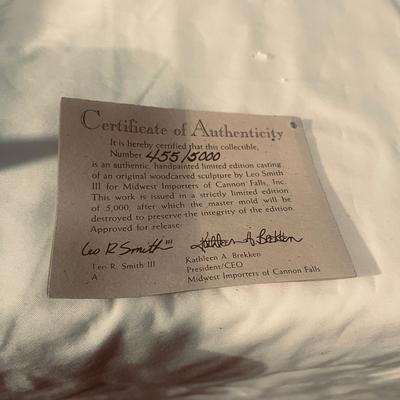 Certificate of Authenticity
It is hereby certified that this collectible,
Number 455/5000
is an authentic, handpainted limited edition casting
of an original woodcarved sculpture by Leo Smith
III for Midwest Importers of Cannon Falls, Inc.
This work is issued in a strictly limited edition
of 5,000, after which the master mold will be
destroyed to preserve the integrity of the edition.
Approved for release:
Leo R. Smith III
Kathleen A. Brekken
Leo R. Smith III
Kathleen A. Brekken
President/CEO
Midwest Importers of Cannon Falls